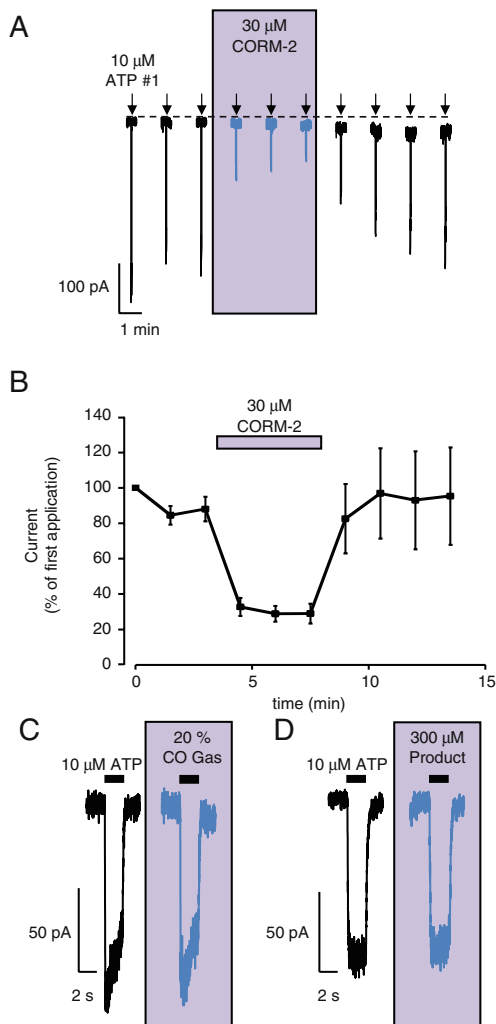 A
30 μM
CORM-2
10 μM
ATP #1
100 pA
1 min
B
30 μM
CORM-2
140
120
100
80
60
40
20
0
Current
(% of first application)
0
5
10
15
time (min)
C
20 %
CO Gas
10 μM ATP
50 pA
2 s
D
300 μM
Product
10 μM ATP
50 pA
2 s